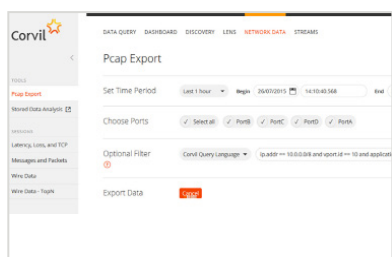 Corvil
DATA QUERY DASHBOARD DISCOVERY LENS NETWORK DATA STREAMS
Pcap Export
TOOLS
Pcap Export
Stored Data Analysis
SESSIONS
Latency, Loss, and TCP
Messages and Packets
Wire Data
Wire Data - TopN
Set Time Period Last 1 hour Begin 26/07/2015 14:10:40.568 End
Choose Ports Select all PortB PortC PortD PortA
Optional Filter Corvil Query Language ip.addr == 10.0.0.0/8 and vport.id == 10 and applicati
Export Data Cancel